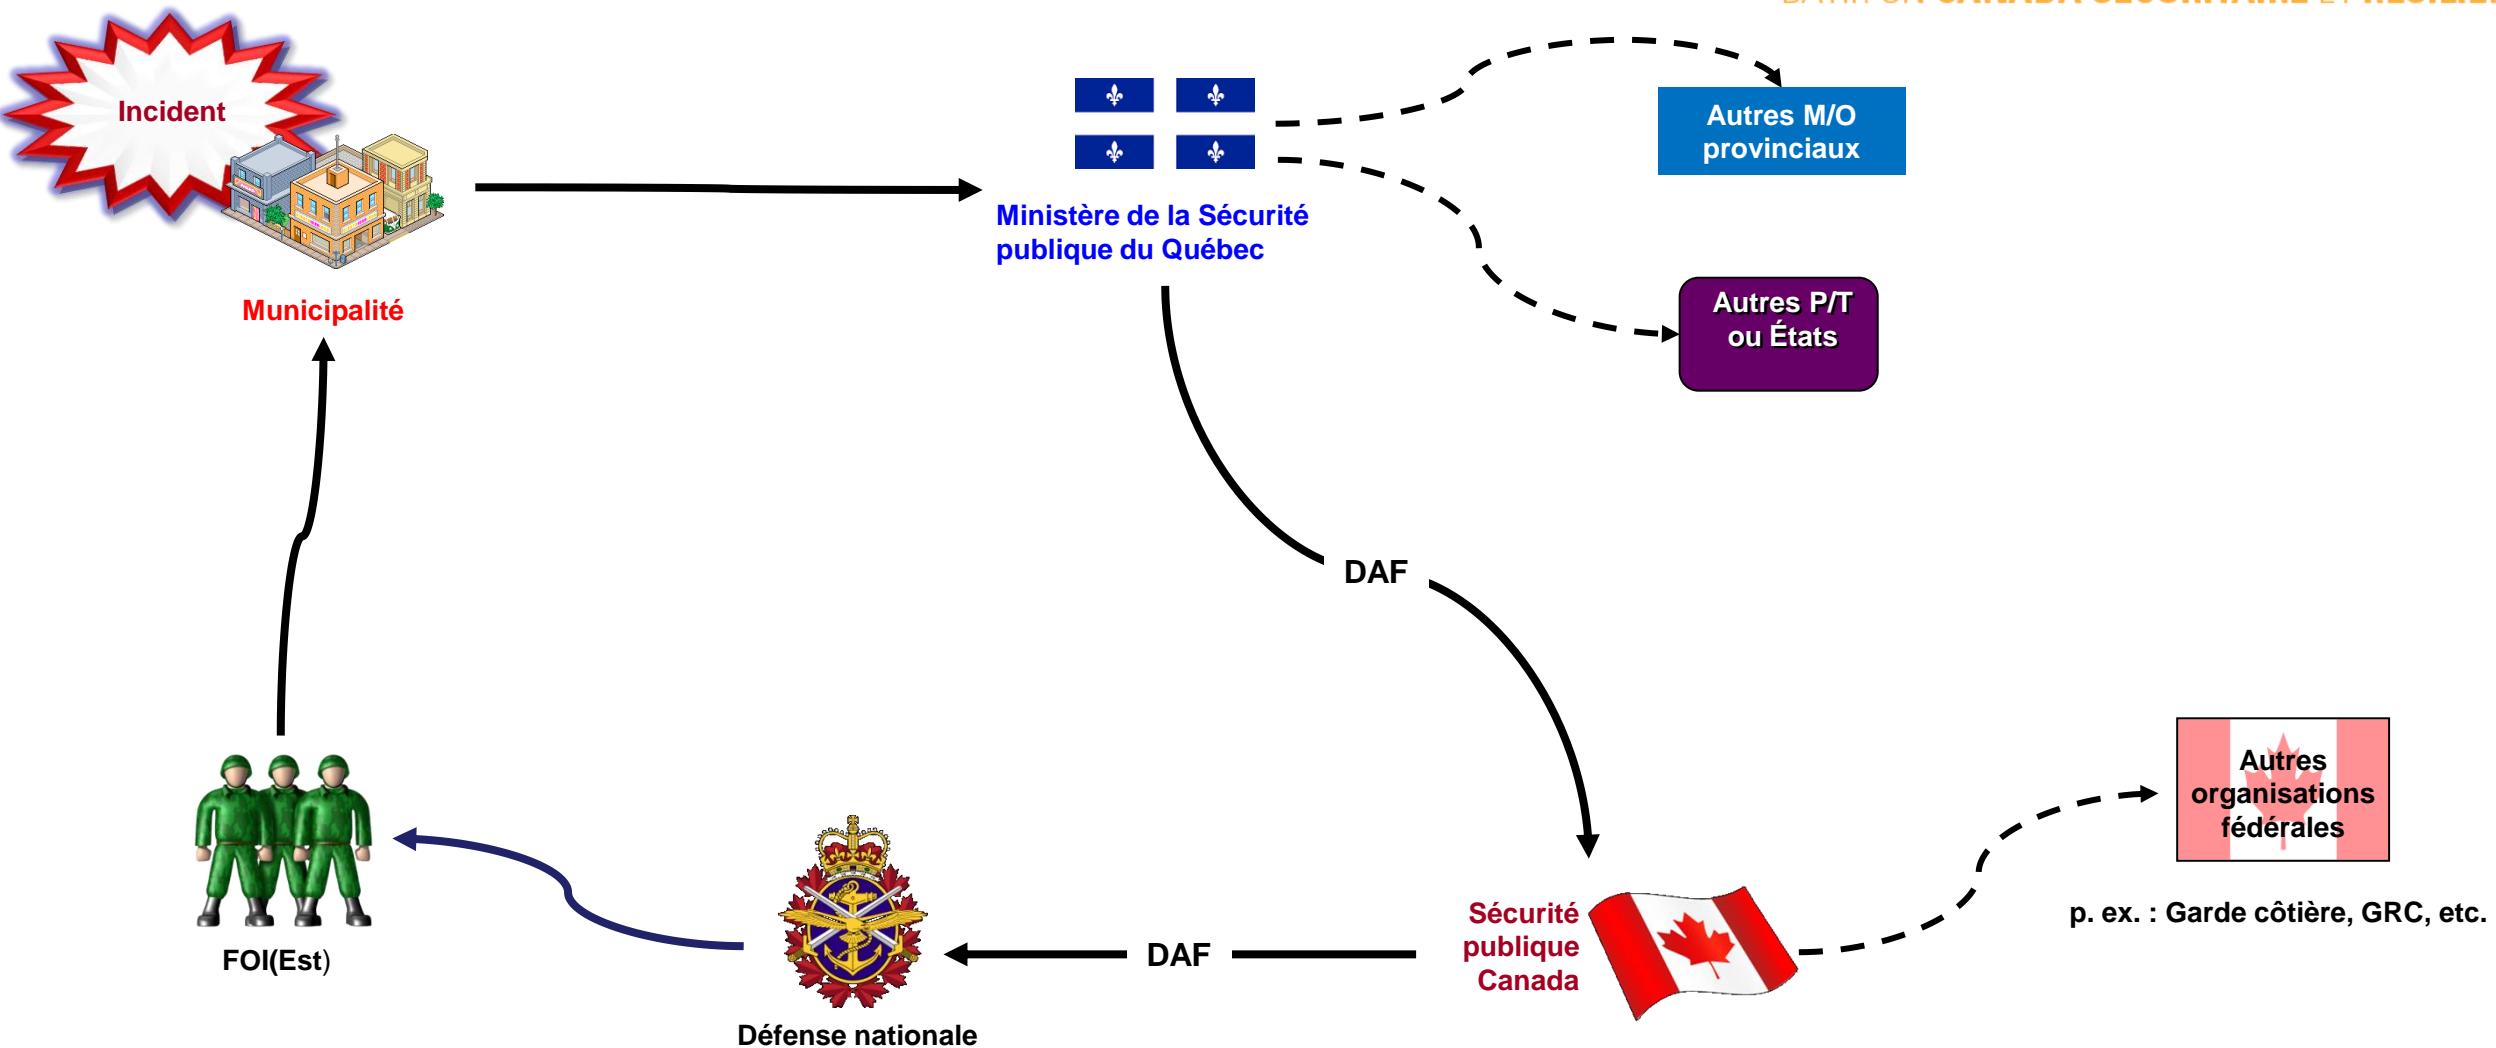 CANADA
Incident
Autres M/O
provinciaux
Ministère de la Sécurité
publique du Québec
Autres P/T
ou États
Municipalité
DAF
Autres
organisations
fédérales
p. ex. : Garde côtière, GRC, etc.
Sécurité
publique
Canada
DAF
FOI(Est)
Défense nationale